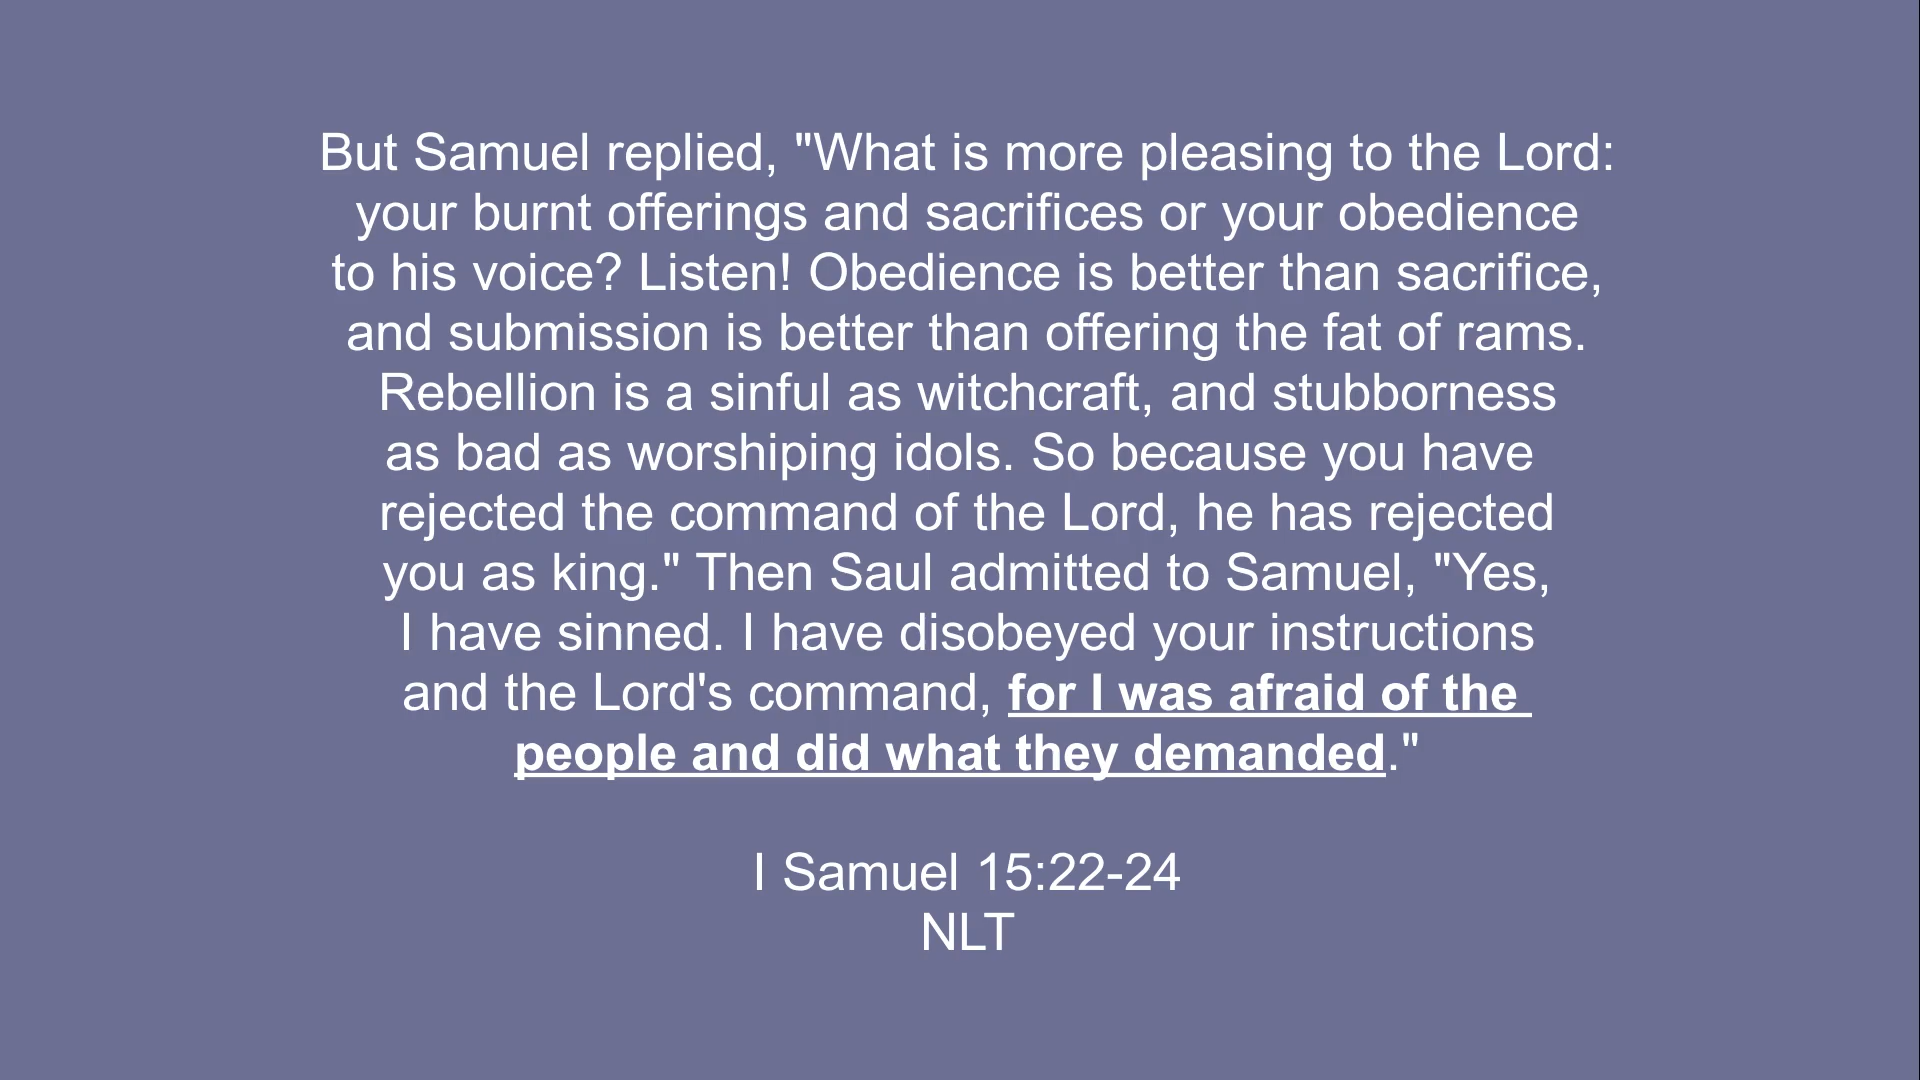 But Samuel replied, "What is more pleasing to the Lord:
your burnt offerings and sacrifices or your obedience
to his voice? Listen! Obedience is better than sacrifice,
and submission is better than offering the fat of rams.
Rebellion is a sinful as witchcraft, and stubborness
as bad as worshiping idols. So because you have
rejected the command of the Lord, he has rejected
you as king." Then Saul admitted to Samuel, "Yes,
I have sinned. I have disobeyed your instructions
and the Lord's command, for I was afraid of the
people and did what they demanded."
I Samuel 15:22-24
NLT